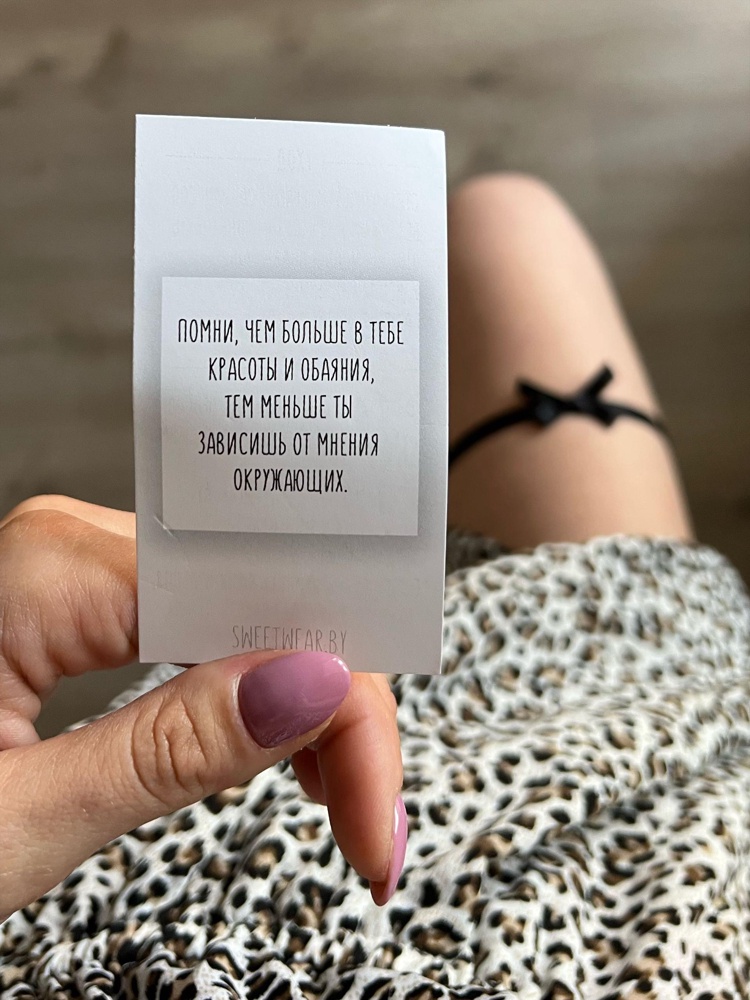 ПОМНИ, ЧЕМ БОЛЬШЕ В ТЕБЕ
КРАСОТЫ И ОБАЯНИЯ,
ТЕМ МЕНЬШЕ ТЫ
ЗАВИСИШЬ ОТ МНЕНИЯ
ОКРУЖАЮЩИХ.
SWEETWEAR.BY